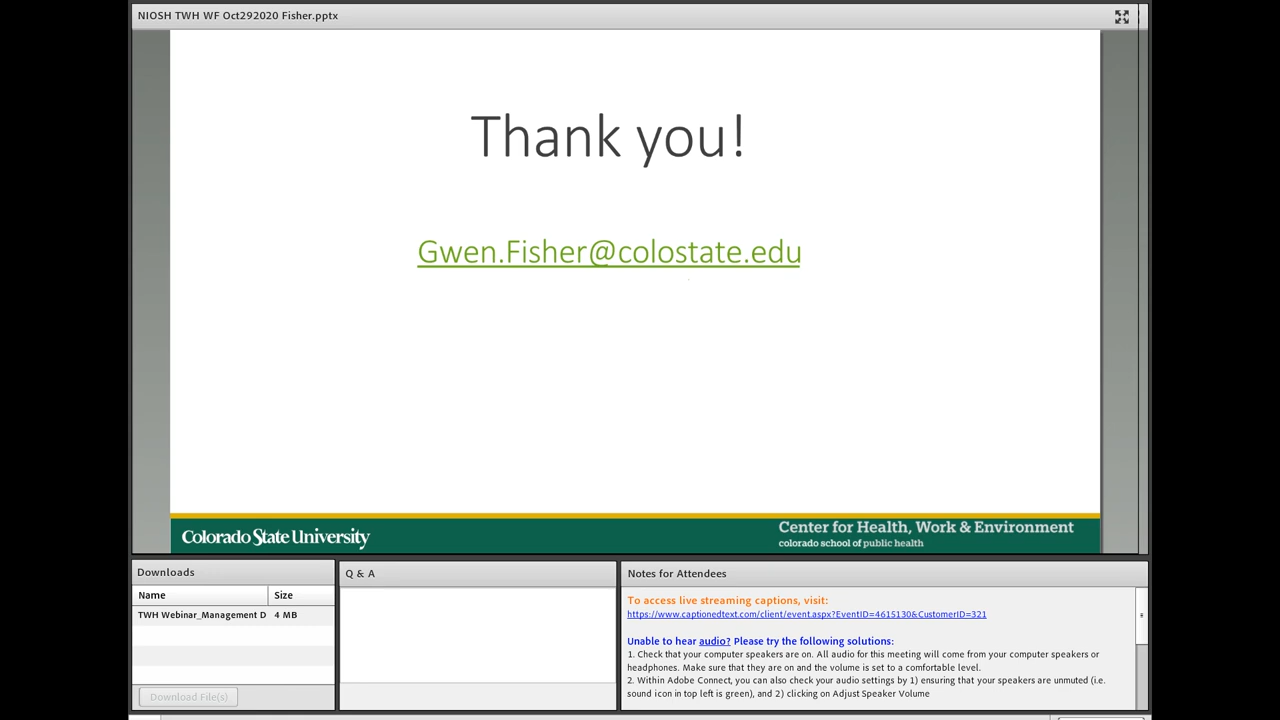 NIOSH TWH WF Oct292020 Fisher.pptx
Thank you!
Gwen.Fisher@colostate.edu
Colorado State University
Center for Health, Work & Environment
colorado school of public health
Downloads
Name Size
TWH Webinar_Management D 4 MB
Download File(s)
Q & A
Notes for Attendees
To access live streaming captions, visit:
https://www.captionedtext.com/client/event.aspx?EventID=4615130&CustomerID=321
Unable to hear audio? Please try the following solutions:
1. Check that your computer speakers are on. All audio for this meeting will come from your computer speakers or
headphones. Make sure that they are on and the volume is set to a comfortable level.
2. Within Adobe Connect, you can also check your audio settings by 1) ensuring that your speakers are unmuted (i.e.
sound icon in top left is green), and 2) clicking on Adjust Speaker Volume